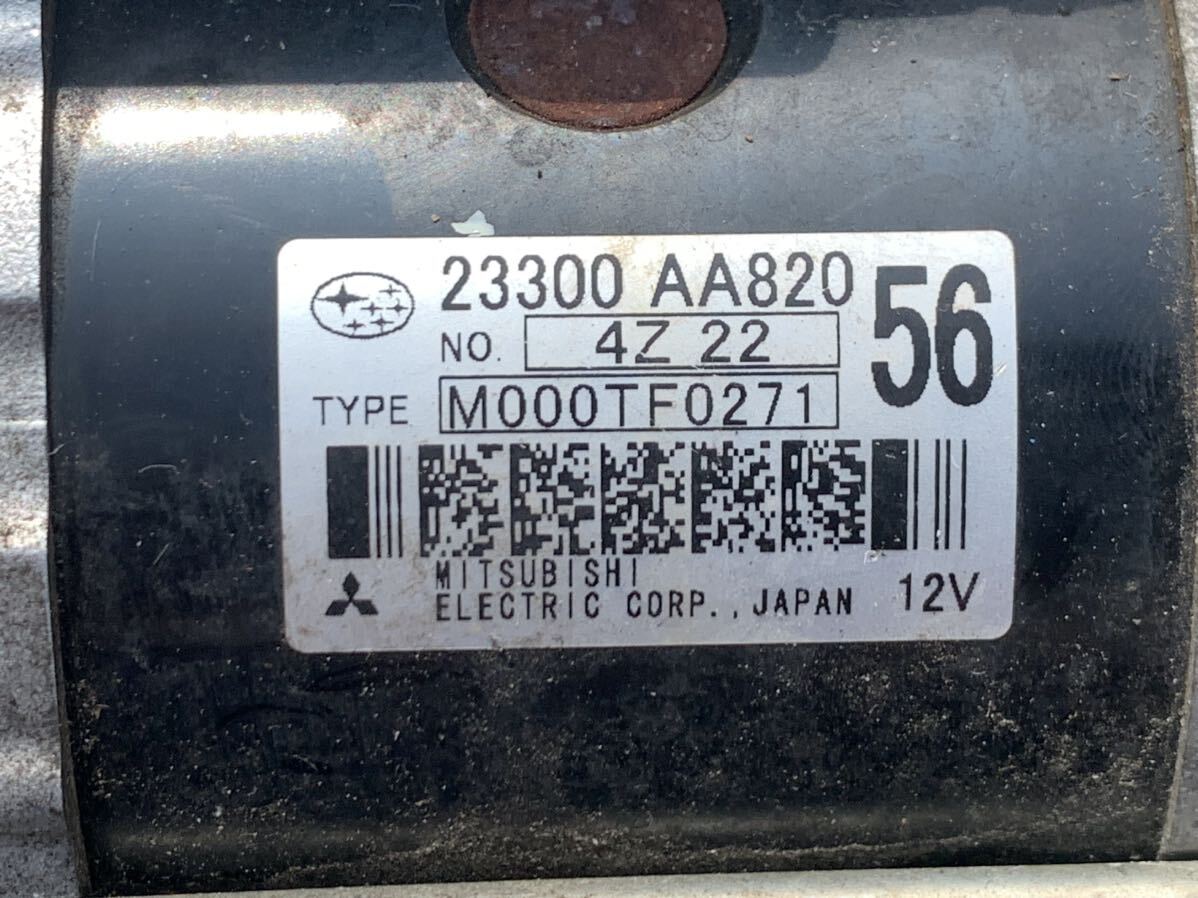 23300 AA820
56
NO. 4Z 22
TYPE M000TF0271
MITSUBISHI
ELECTRIC CORP., JAPAN 12V